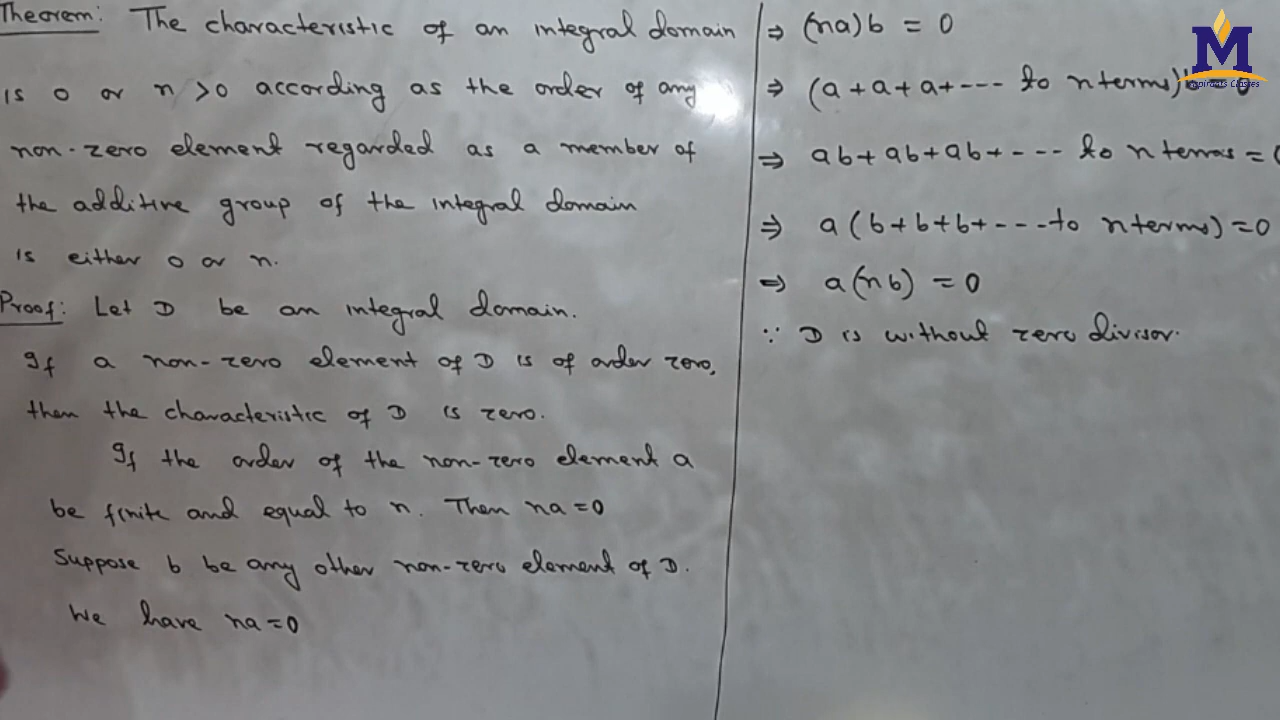 Theorem: The characteristic of an integral domain
is 0 or n >0 according as the order of any
non-zero element regarded as a member of
the additive group of the integral domain
is either 0 or n.
Proof: Let D be an integral domain.
If a non-zero element of D is of order zero,
then the characteristic of D is zero.
If the order of the non-zero element a
be finite and equal to n. Then na=0
Suppose b be any other non-zero element of D.
We have na=0
⇒ (na)b = 0
⇒ (a+a+a+---- to n terms) = 0
⇒ ab+ab+ab+---- to n terms =0
⇒ a(b+b+b+----to n terms)=0
⇒ a(nb) = 0
∵ D is without zero divisor.
M
Classes